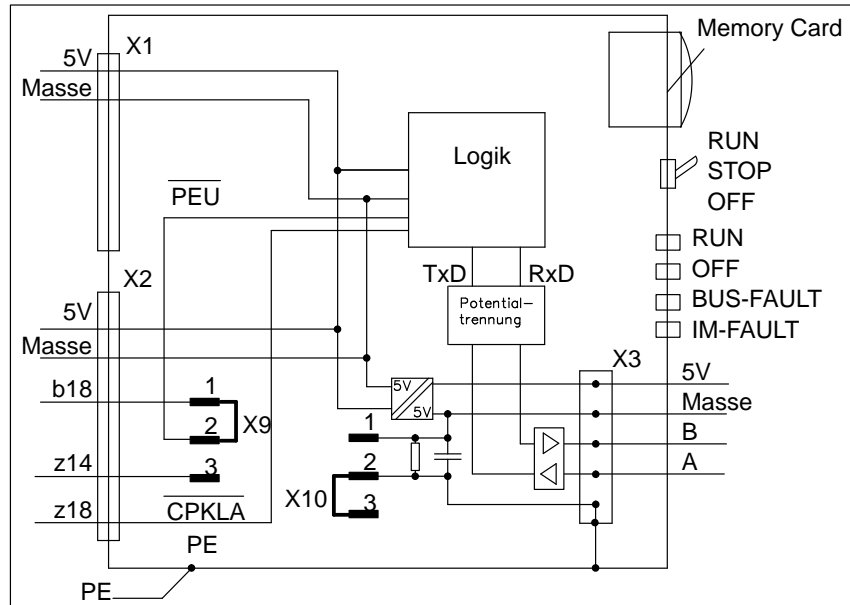 Memory Card
X1
5V
Masse
Logik
RUN
STOP
OFF
PEU
RUN
OFF
BUS-FAULT
IM-FAULT
X2
TxD
RxD
Potential-
trennung
5V
Masse
X3
5V
5V
5V
Masse
B
A
b18
1
2
X9
3
z14
1
2
X10
3
z18
CPKLA
PE
PE